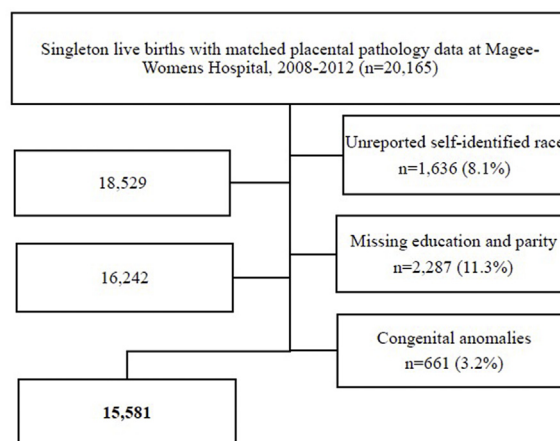 Singleton live births with matched placental pathology data at Magee-
Womens Hospital, 2008-2012 (n=20,165)
Unreported self-identified race
n=1,636 (8.1%)
18,529
Missing education and parity
n=2,287 (11.3%)
16,242
Congenital anomalies
n=661 (3.2%)
15,581